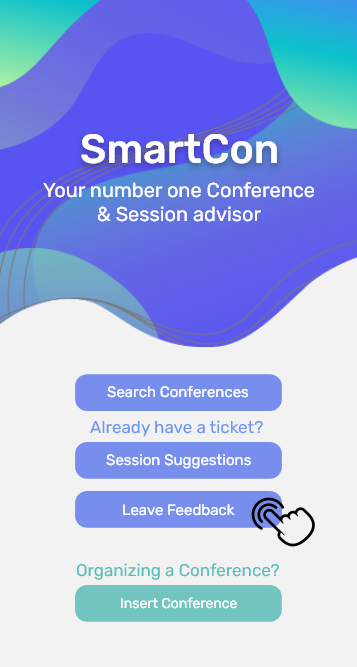 SmartCon
Your number one Conference
& Session advisor
Search Conferences
Already have a ticket?
Session Suggestions
Leave Feedback
Organizing a Conference?
Insert Conference